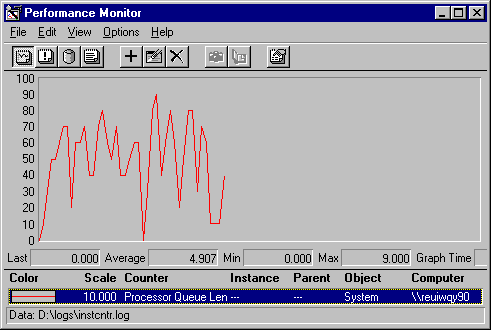 Performance Monitor
File Edit View Options Help
100
90
80
70
60
50
40
30
20
10
0
Last 0.000 Average 4.907 Min 0.000 Max 9.000 Graph Time
Color Scale Counter Instance Parent Object Computer
10.000 Processor Queue Len --- --- System \\reuiwqy90
Data: D:\logs\instcntr.log